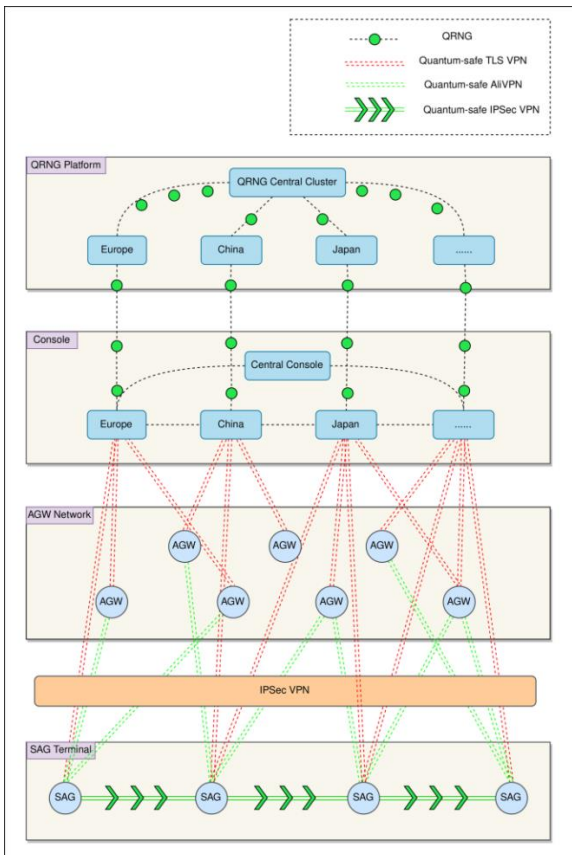 QRNG
Quantum-safe TLS VPN
Quantum-safe AliVPN
Quantum-safe IPSec VPN
QRNG Platform
QRNG Central Cluster
Europe
China
Japan
......
Console
Central Console
Europe
China
Japan
......
AGW Network
AGW
AGW
AGW
AGW
AGW
AGW
AGW
IPSec VPN
SAG Terminal
SAG
SAG
SAG
SAG